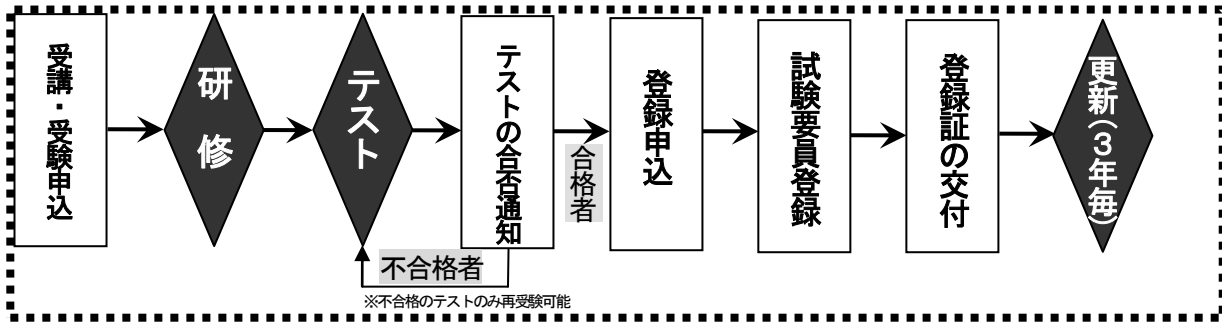 受講・受験申込
研修
テスト
テストの合否通知
合格者
登録申込
試験要員登録
登録証の交付
更新(3年毎)
不合格者
※不合格のテストのみ再受験可能